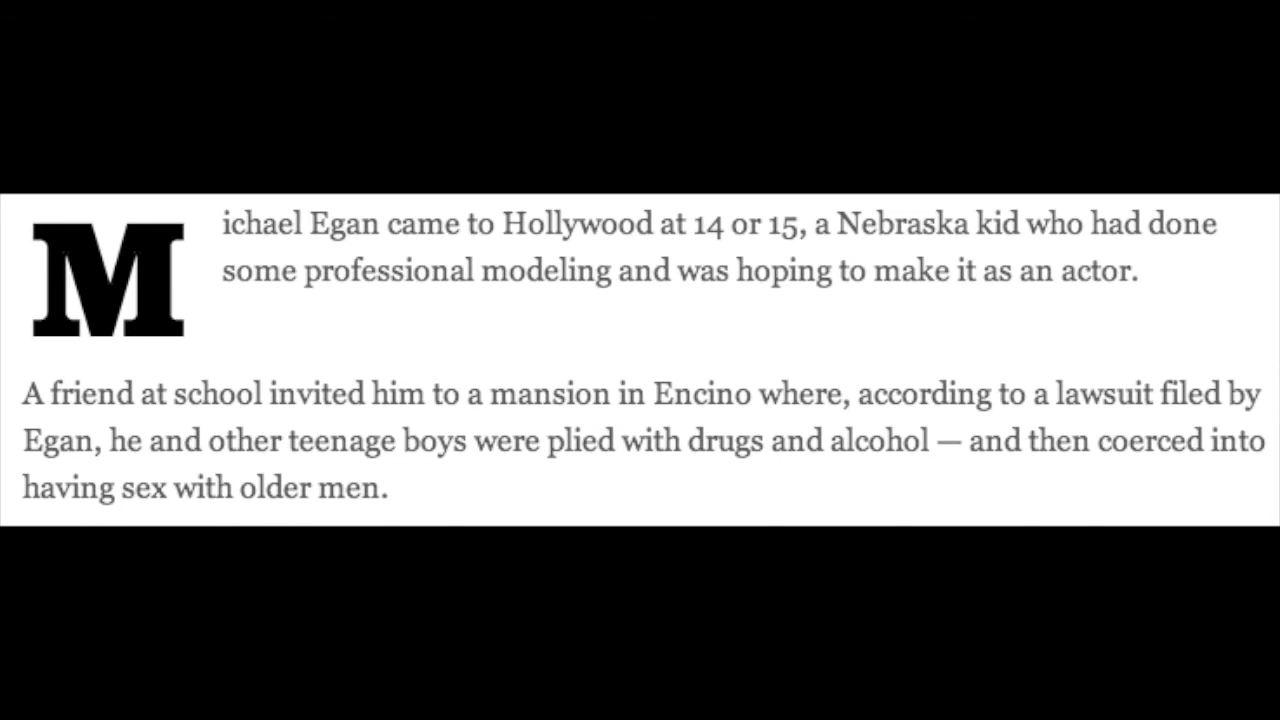 Michael Egan came to Hollywood at 14 or 15, a Nebraska kid who had done
some professional modeling and was hoping to make it as an actor.
A friend at school invited him to a mansion in Encino where, according to a lawsuit filed by
Egan, he and other teenage boys were plied with drugs and alcohol — and then coerced into
having sex with older men.